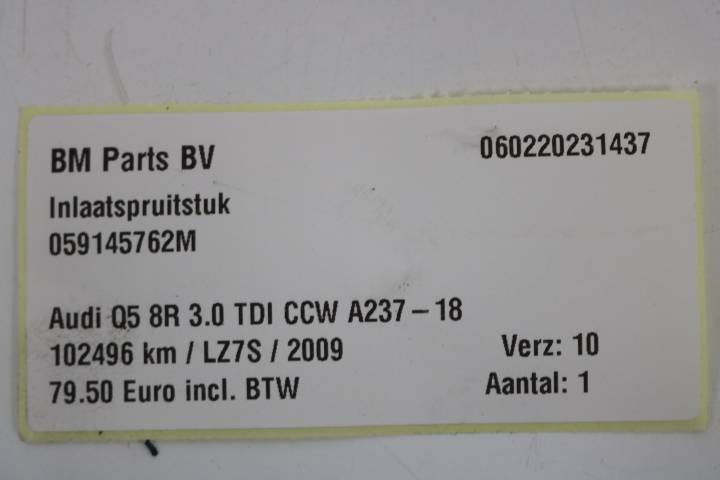 BM Parts BV 060220231437
Inlaatspruitstuk
059145762M
Audi Q5 8R 3.0 TDI CCW A237-18
102496 km / LZ7S / 2009 Verz: 10
79.50 Euro incl. BTW Aantal: 1